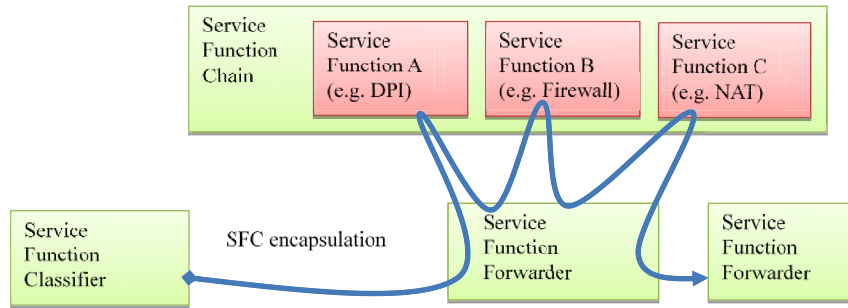 Service
Function
Chain
Service
Function A
(e.g. DPI)
Service
Function B
(e.g. Firewall)
Service
Function C
(e.g. NAT)
Service
Function
Classifier
SFC encapsulation
Service
Function
Forwarder
Service
Function
Forwarder